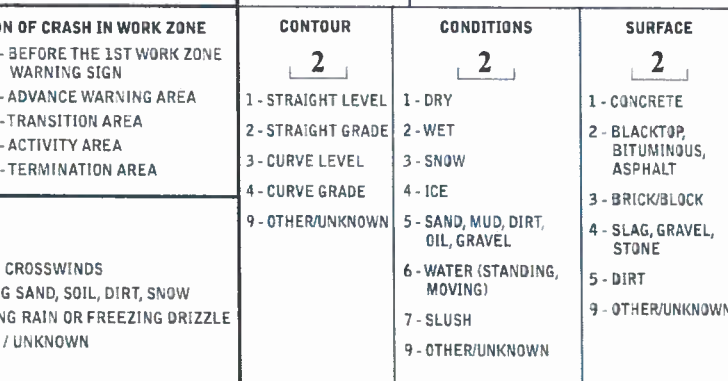 N OF CRASH IN WORK ZONE
- BEFORE THE 1ST WORK ZONE
WARNING SIGN
- ADVANCE WARNING AREA
- TRANSITION AREA
- ACTIVITY AREA
- TERMINATION AREA
CROSSWINDS
G SAND, SOIL, DIRT, SNOW
NG RAIN OR FREEZING DRIZZLE
/ UNKNOWN
CONTOUR
2
1 - STRAIGHT LEVEL
2 - STRAIGHT GRADE
3 - CURVE LEVEL
4 - CURVE GRADE
9 - OTHER/UNKNOWN
CONDITIONS
2
1 - DRY
2 - WET
3 - SNOW
4 - ICE
5 - SAND, MUD, DIRT,
OIL, GRAVEL
6 - WATER (STANDING,
MOVING)
7 - SLUSH
9 - OTHER/UNKNOWN
SURFACE
2
1 - CONCRETE
2 - BLACKTOP,
BITUMINOUS,
ASPHALT
3 - BRICK/BLOCK
4 - SLAG, GRAVEL,
STONE
5 - DIRT
9 - OTHER/UNKNOWN